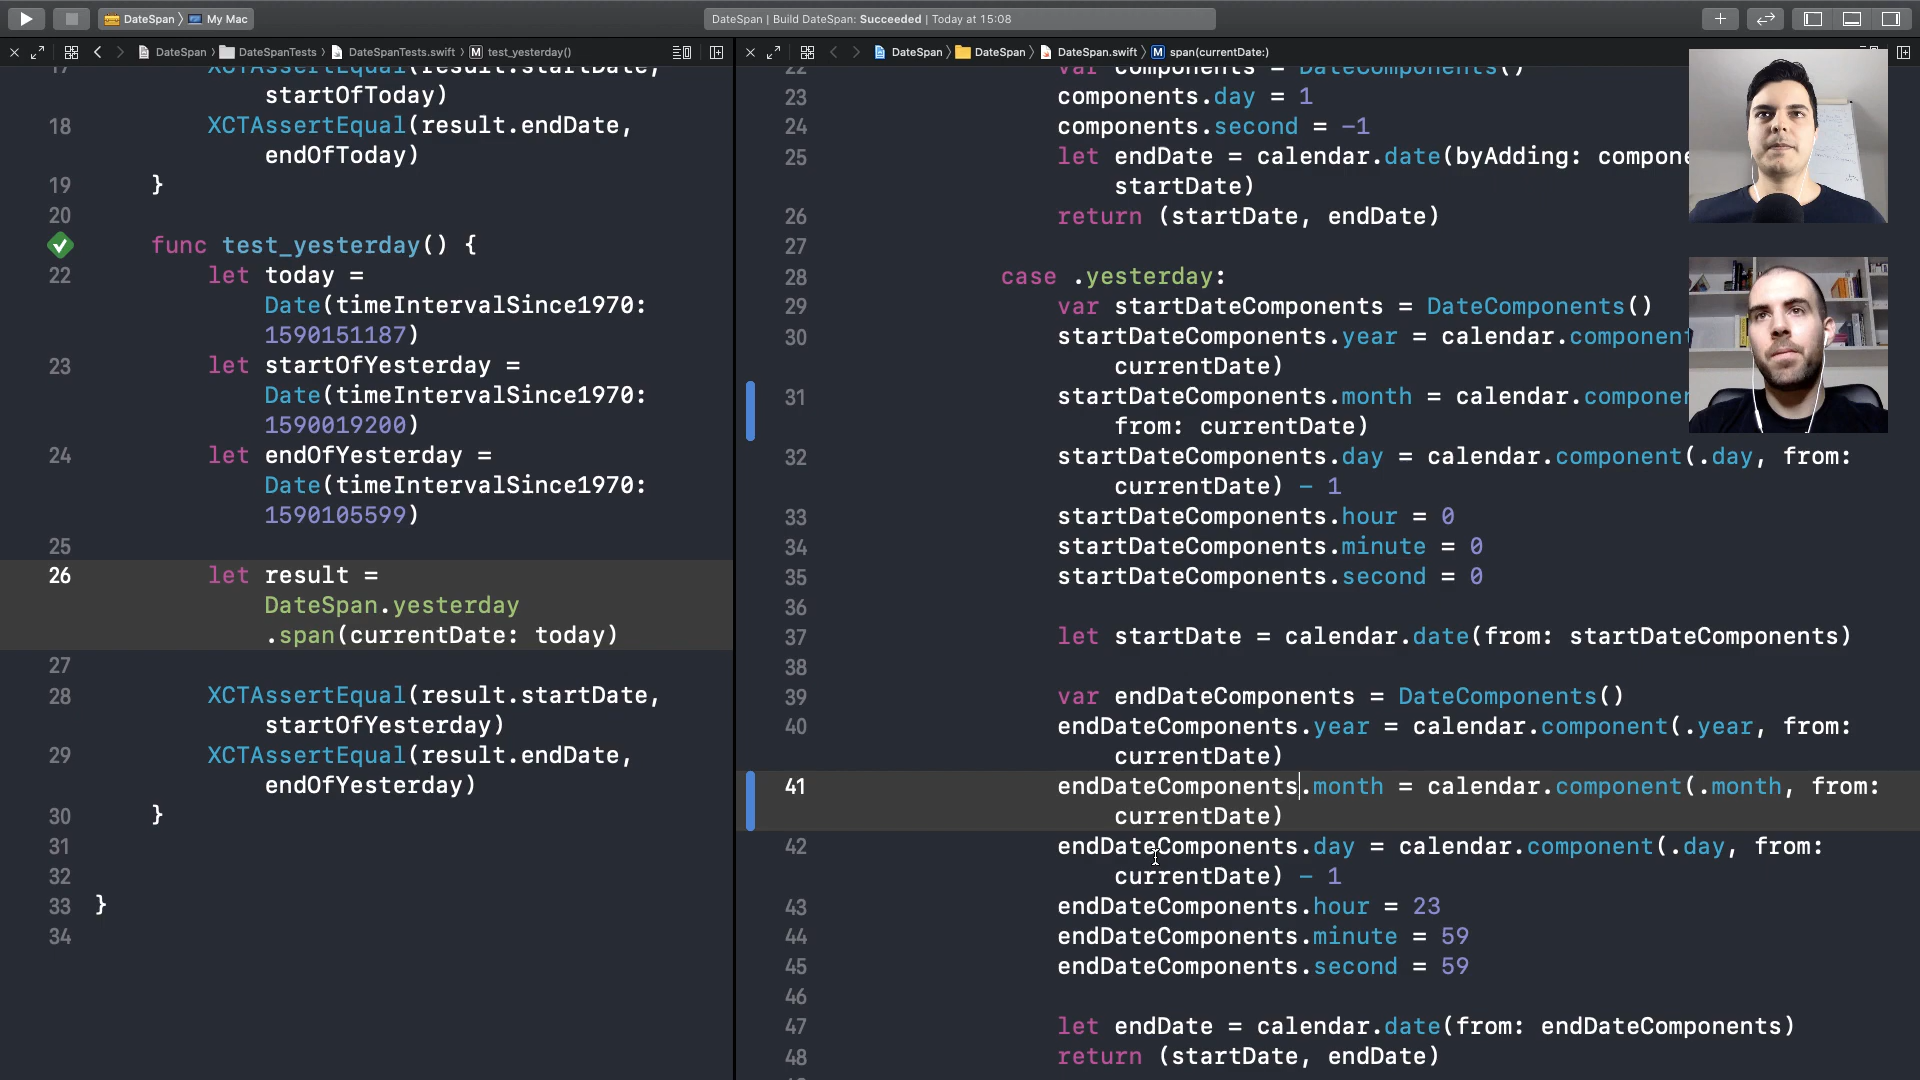 DateSpan › My Mac
DateSpan | Build DateSpan: Succeeded | Today at 15:08
DateSpan › DateSpanTests › DateSpanTests.swift › M test_yesterday()
17 XCTAssertEqual(result.startDate,
startOfToday)
18 XCTAssertEqual(result.endDate,
endOfToday)
19 }
20
func test_yesterday() {
22 let today =
Date(timeIntervalSince1970:
1590151187)
23 let startOfYesterday =
Date(timeIntervalSince1970:
1590019200)
24 let endOfYesterday =
Date(timeIntervalSince1970:
1590105599)
25
26 let result =
DateSpan.yesterday
.span(currentDate: today)
27
28 XCTAssertEqual(result.startDate,
startOfYesterday)
29 XCTAssertEqual(result.endDate,
endOfYesterday)
30 }
31
32
33 }
34
DateSpan › DateSpan › DateSpan.swift › M span(currentDate:)
22 var components = DateComponents()
23 components.day = 1
24 components.second = -1
25 let endDate = calendar.date(byAdding: compone
startDate)
26 return (startDate, endDate)
27
28 case .yesterday:
29 var startDateComponents = DateComponents()
30 startDateComponents.year = calendar.component
currentDate)
31 startDateComponents.month = calendar.componen
from: currentDate)
32 startDateComponents.day = calendar.component(.day, from:
currentDate) - 1
33 startDateComponents.hour = 0
34 startDateComponents.minute = 0
35 startDateComponents.second = 0
36
37 let startDate = calendar.date(from: startDateComponents)
38
39 var endDateComponents = DateComponents()
40 endDateComponents.year = calendar.component(.year, from:
currentDate)
41 endDateComponents.month = calendar.component(.month, from:
currentDate)
42 endDateComponents.day = calendar.component(.day, from:
currentDate) - 1
43 endDateComponents.hour = 23
44 endDateComponents.minute = 59
45 endDateComponents.second = 59
46
47 let endDate = calendar.date(from: endDateComponents)
48 return (startDate, endDate)